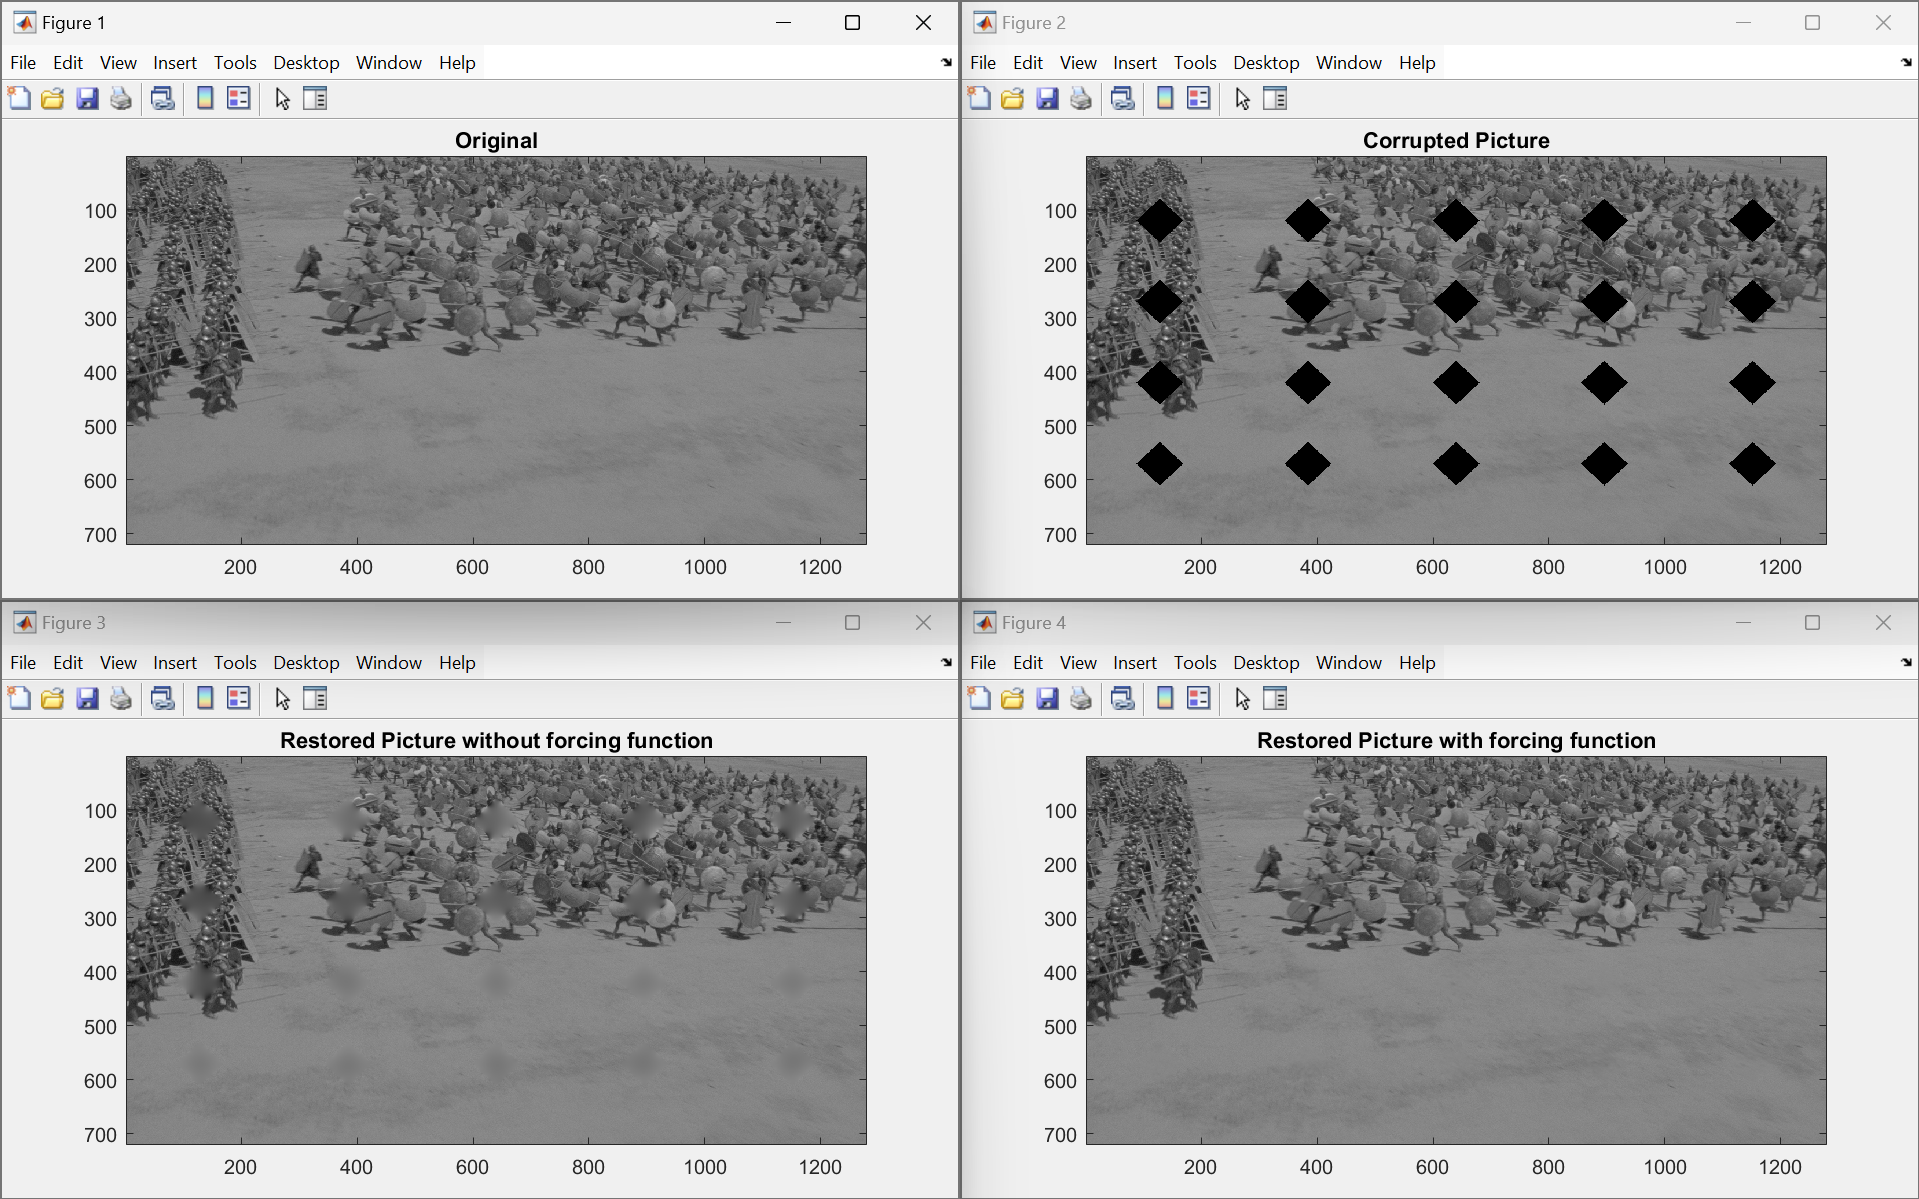 Figure 1
File Edit View Insert Tools Desktop Window Help
Original
100
200
300
400
500
600
700
200 400 600 800 1000 1200
Figure 2
File Edit View Insert Tools Desktop Window Help
Corrupted Picture
100
200
300
400
500
600
700
200 400 600 800 1000 1200
Figure 3
File Edit View Insert Tools Desktop Window Help
Restored Picture without forcing function
100
200
300
400
500
600
700
200 400 600 800 1000 1200
Figure 4
File Edit View Insert Tools Desktop Window Help
Restored Picture with forcing function
100
200
300
400
500
600
700
200 400 600 800 1000 1200